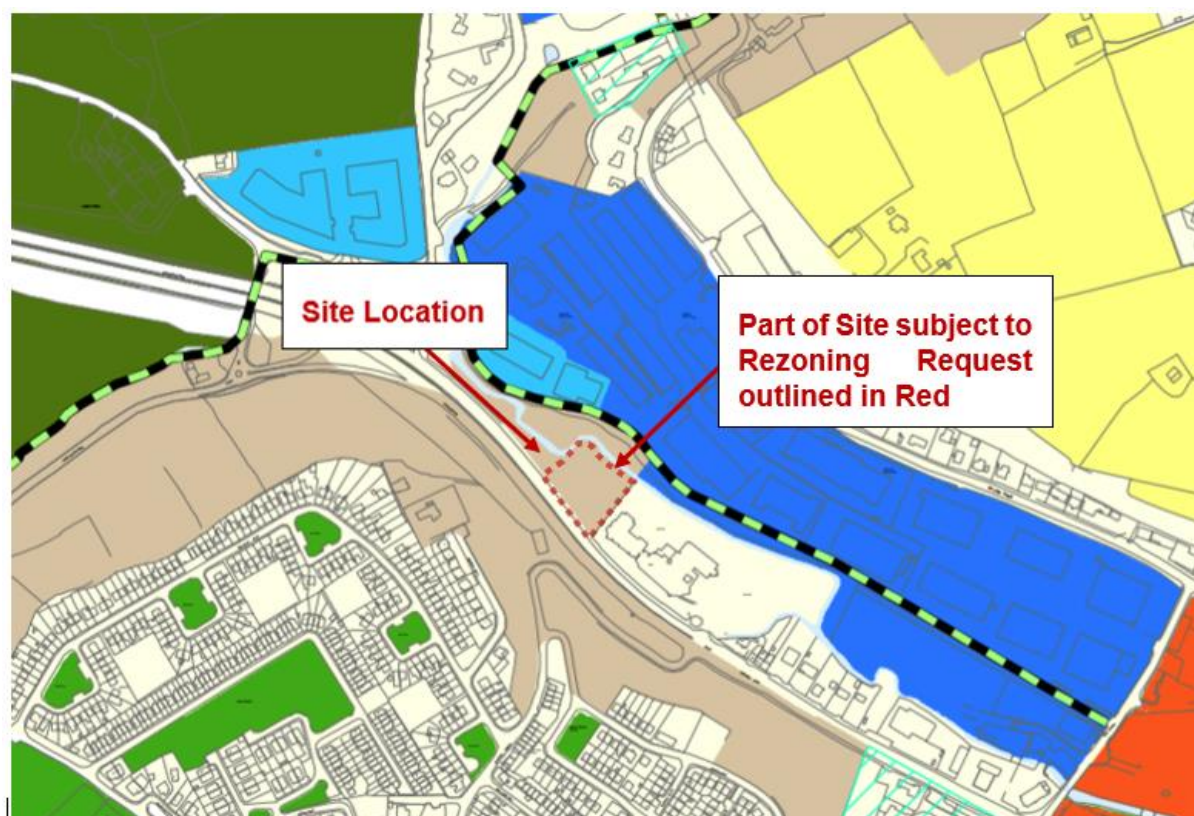 Site Location
Part of Site subject to
Rezoning Request
outlined in Red